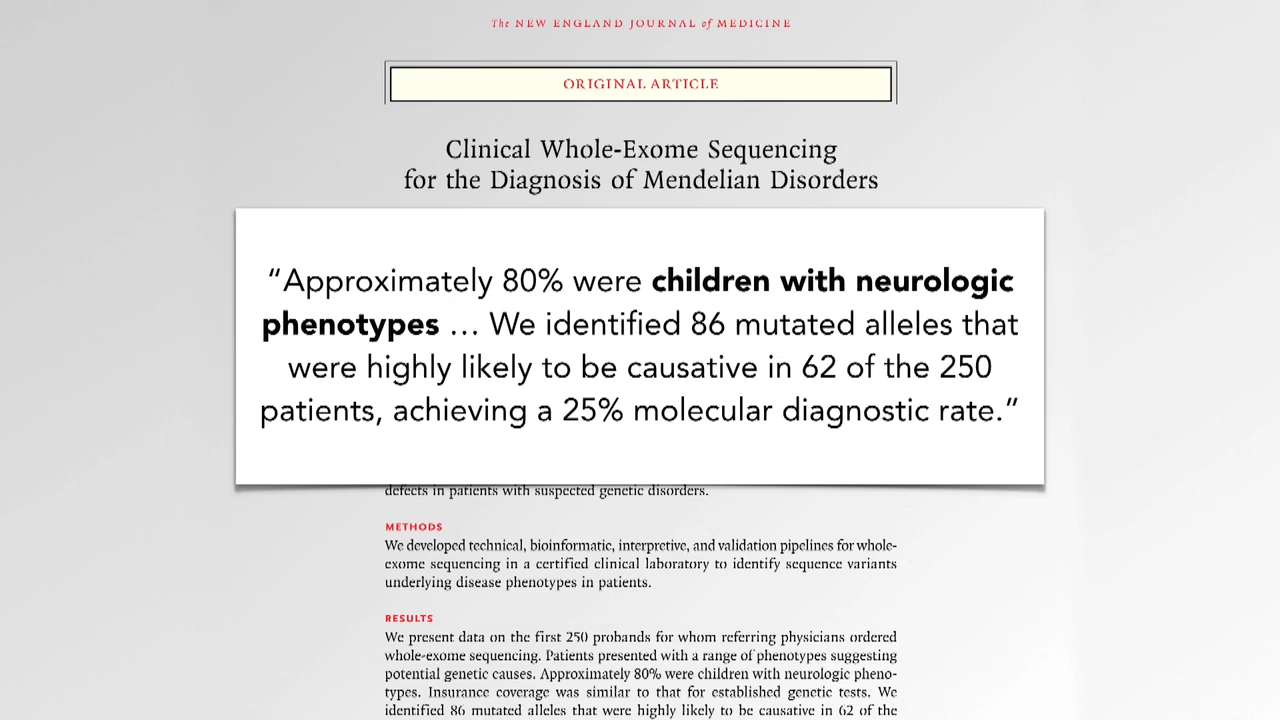 The NEW ENGLAND JOURNAL of MEDICINE
ORIGINAL ARTICLE
Clinical Whole-Exome Sequencing
for the Diagnosis of Mendelian Disorders
“Approximately 80% were children with neurologic
phenotypes … We identified 86 mutated alleles that
were highly likely to be causative in 62 of the 250
patients, achieving a 25% molecular diagnostic rate.”
defects in patients with suspected genetic disorders.
METHODS
We developed technical, bioinformatic, interpretive, and validation pipelines for whole-
exome sequencing in a certified clinical laboratory to identify sequence variants
underlying disease phenotypes in patients.
RESULTS
We present data on the first 250 probands for whom referring physicians ordered
whole-exome sequencing. Patients presented with a range of phenotypes suggesting
potential genetic causes. Approximately 80% were children with neurologic pheno-
types. Insurance coverage was similar to that for established genetic tests. We
identified 86 mutated alleles that were highly likely to be causative in 62 of the